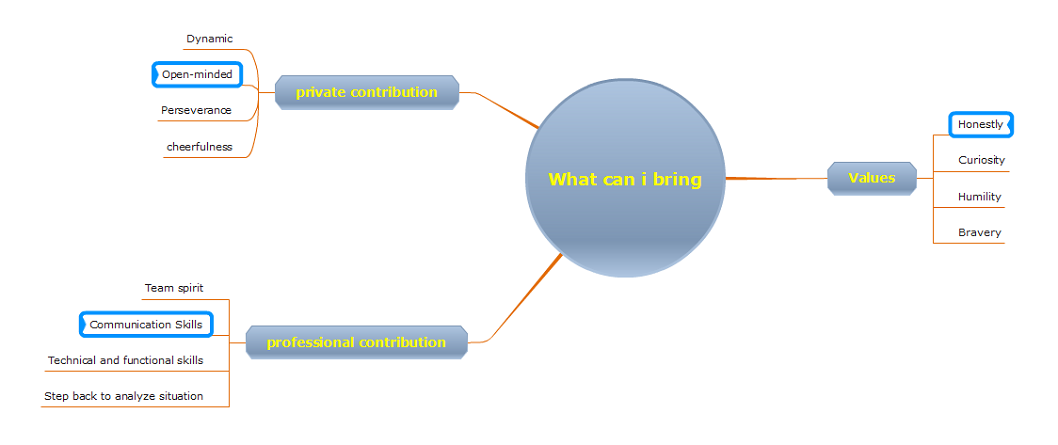 What can i bring
private contribution
Dynamic
Open-minded
Perseverance
cheerfulness
professional contribution
Team spirit
Communication Skills
Technical and functional skills
Step back to analyze situation
Values
Honestly
Curiosity
Humility
Bravery